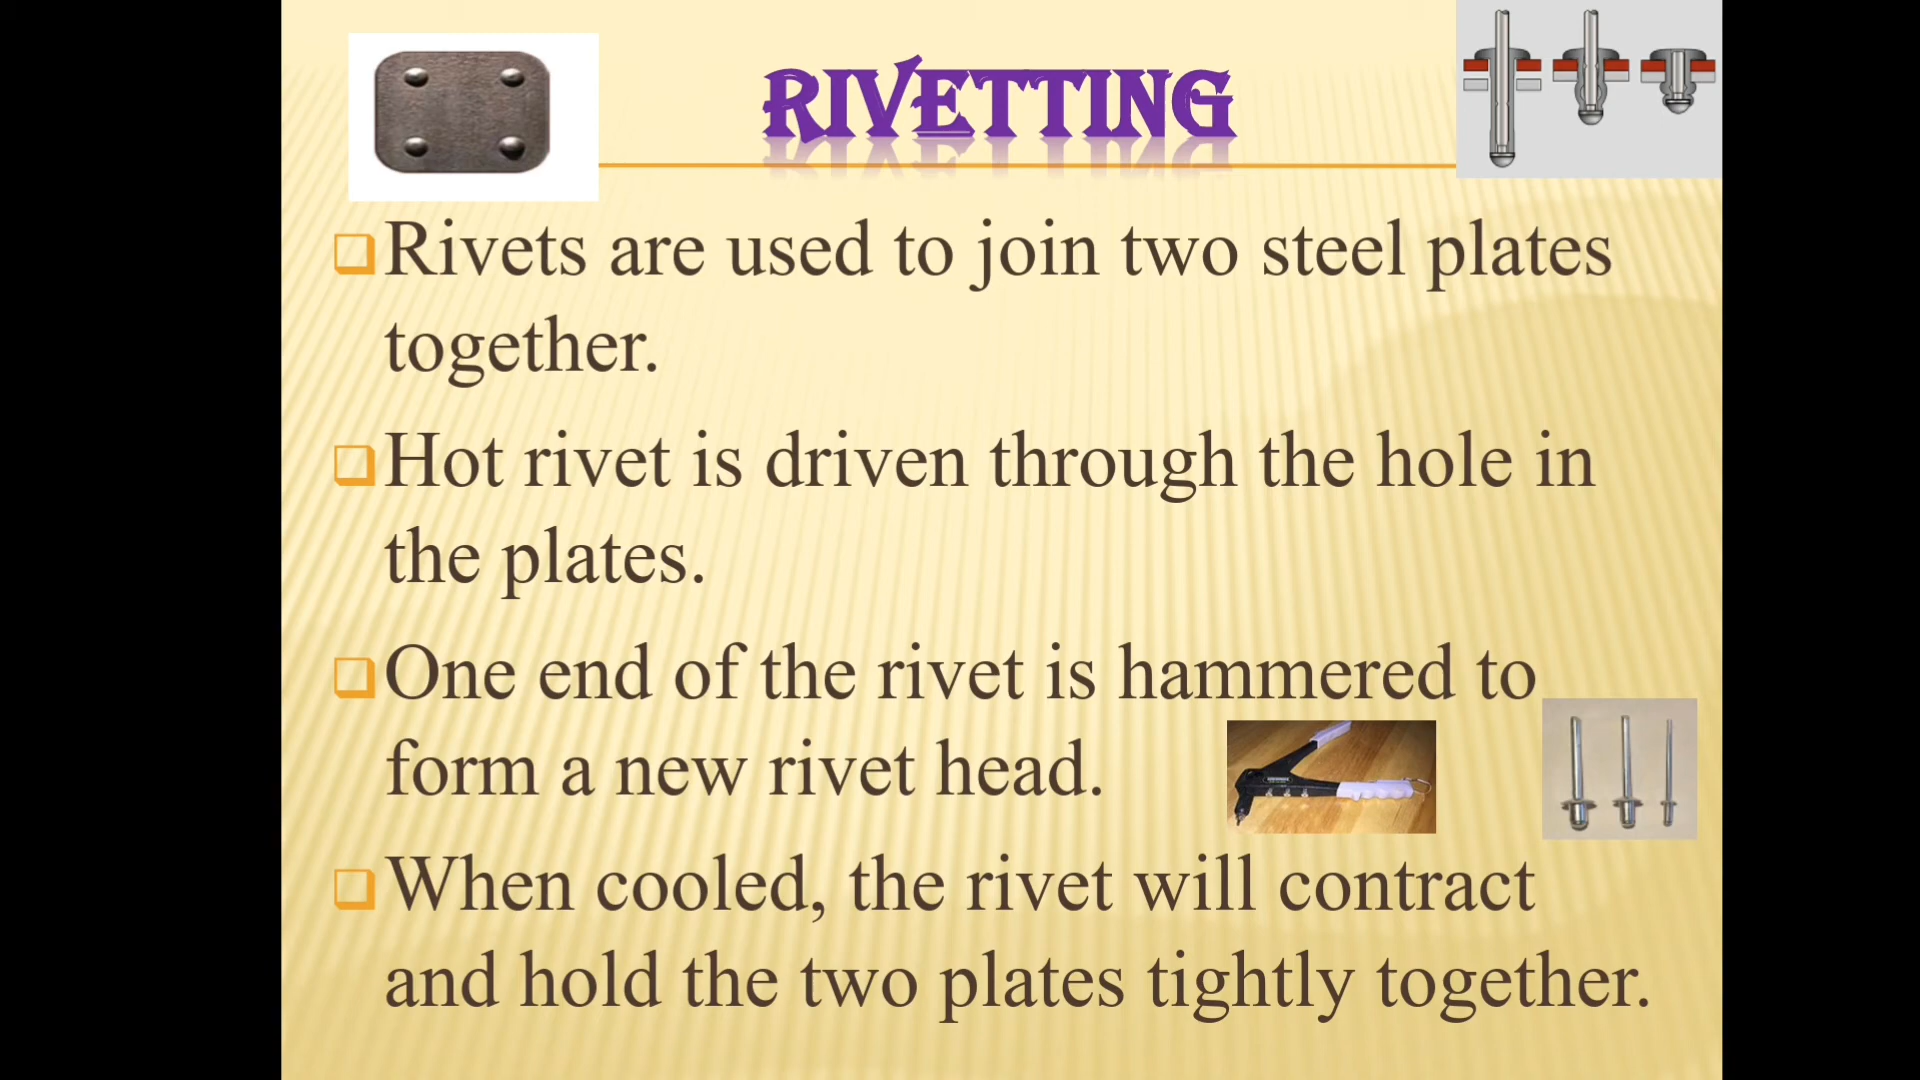 RIVETTING
Rivets are used to join two steel plates
together.
Hot rivet is driven through the hole in
the plates.
One end of the rivet is hammered to
form a new rivet head.
When cooled, the rivet will contract
and hold the two plates tightly together.